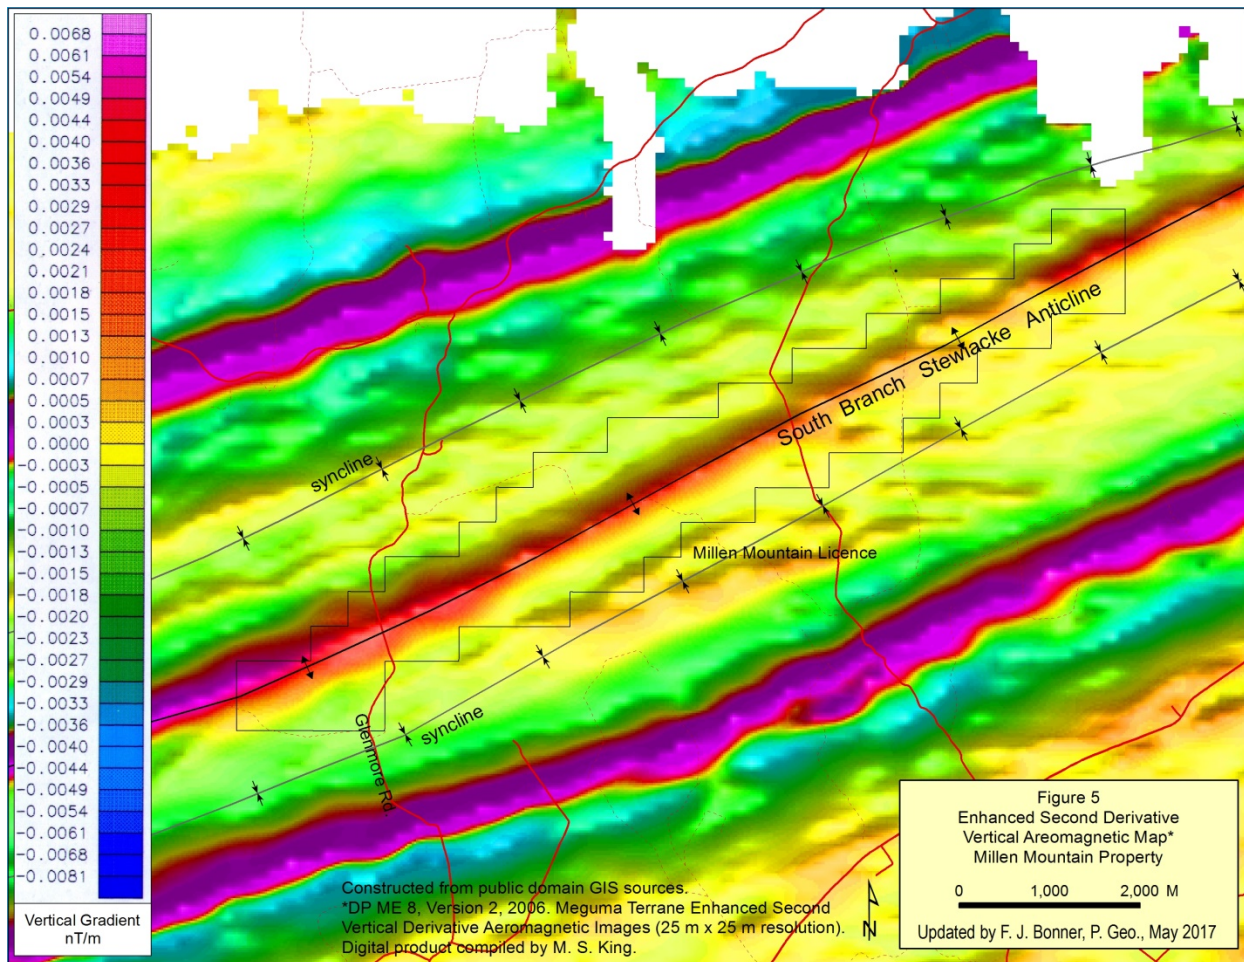 0.0068
0.0061
0.0054
0.0049
0.0044
0.0040
0.0036
0.0033
0.0029
0.0027
0.0024
0.0021
0.0018
0.0015
0.0013
0.0010
0.0007
0.0005
0.0003
0.0000
-0.0003
-0.0005
-0.0007
-0.0010
-0.0013
-0.0015
-0.0018
-0.0020
-0.0023
-0.0027
-0.0029
-0.0033
-0.0036
-0.0040
-0.0044
-0.0049
-0.0054
-0.0061
-0.0068
-0.0081
Vertical Gradient
nT/m
South Branch Stewlacke Anticline
syncline
Millen Mountain Licence
syncline
Glenmore Rd.
Constructed from public domain GIS sources.
*DP ME 8, Version 2, 2006. Meguma Terrane Enhanced Second
Vertical Derivative Aeromagnetic Images (25 m x 25 m resolution).
Digital product compiled by M. S. King.
N
Figure 5
Enhanced Second Derivative
Vertical Areomagnetic Map*
Millen Mountain Property
0 1,000 2,000 M
Updated by F. J. Bonner, P. Geo., May 2017